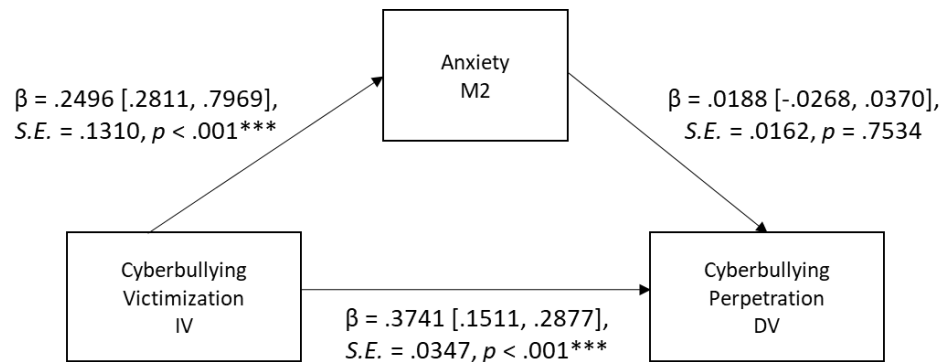 Anxiety
M2
β = .2496 [.2811, .7969],
S.E. = .1310, p < .001***
β = .0188 [-.0268, .0370],
S.E. = .0162, p = .7534
Cyberbullying
Victimization
IV
Cyberbullying
Perpetration
DV
β = .3741 [.1511, .2877],
S.E. = .0347, p < .001***